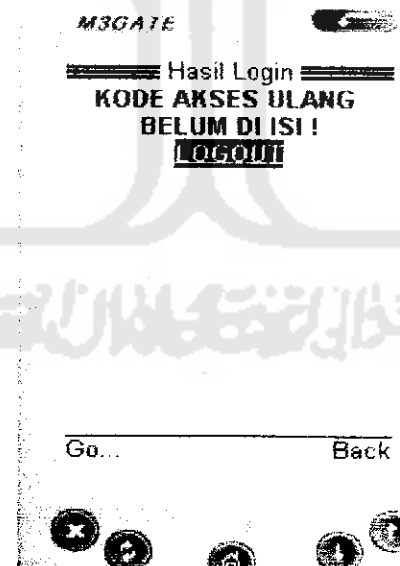 M3GATE
Hasil Login
KODE AKSES ULANG
BELUM DI ISI !
LOGOUT
Go... Back